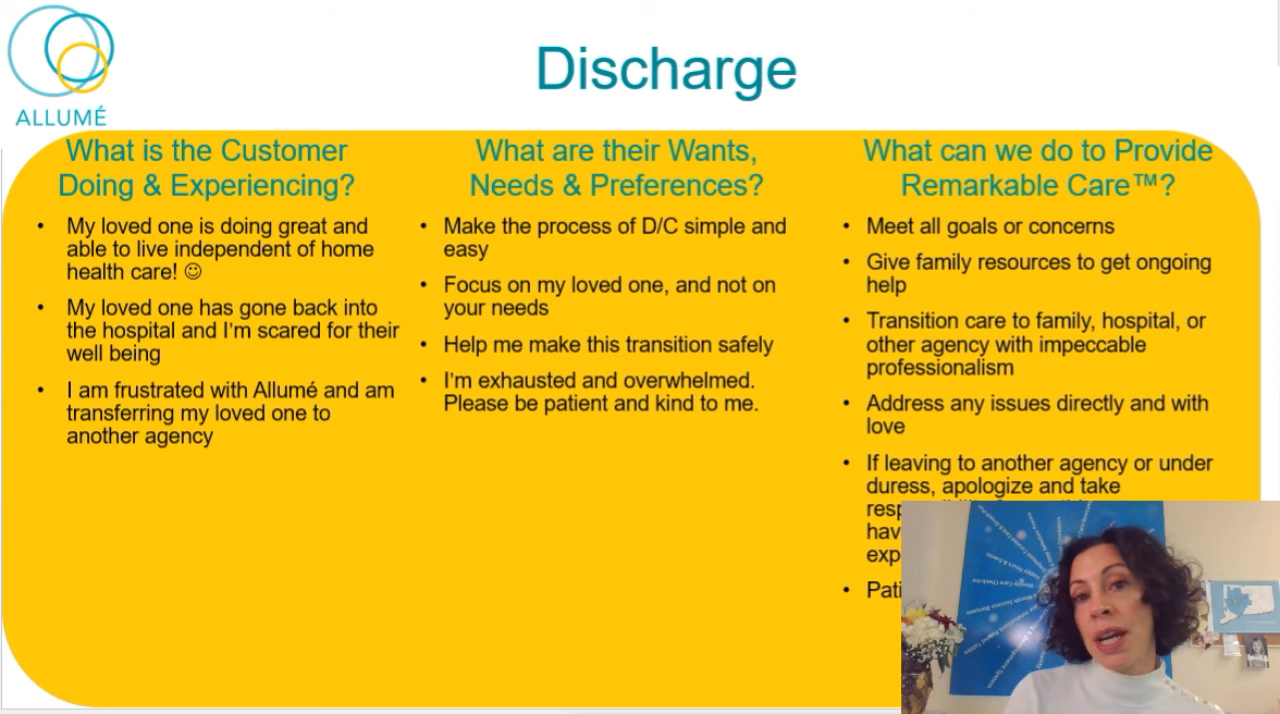 ALLUMÉ
Discharge
What is the Customer
Doing & Experiencing?
• My loved one is doing great and
able to live independent of home
health care! ☺
• My loved one has gone back into
the hospital and I'm scared for their
well being
• I am frustrated with Allumé and am
transferring my loved one to
another agency
What are their Wants,
Needs & Preferences?
• Make the process of D/C simple and
easy
• Focus on my loved one, and not on
your needs
• Help me make this transition safely
• I'm exhausted and overwhelmed.
Please be patient and kind to me.
What can we do to Provide
Remarkable Care™?
• Meet all goals or concerns
• Give family resources to get ongoing
help
• Transition care to family, hospital, or
other agency with impeccable
professionalism
• Address any issues directly and with
love
• If leaving to another agency or under
duress, apologize and take